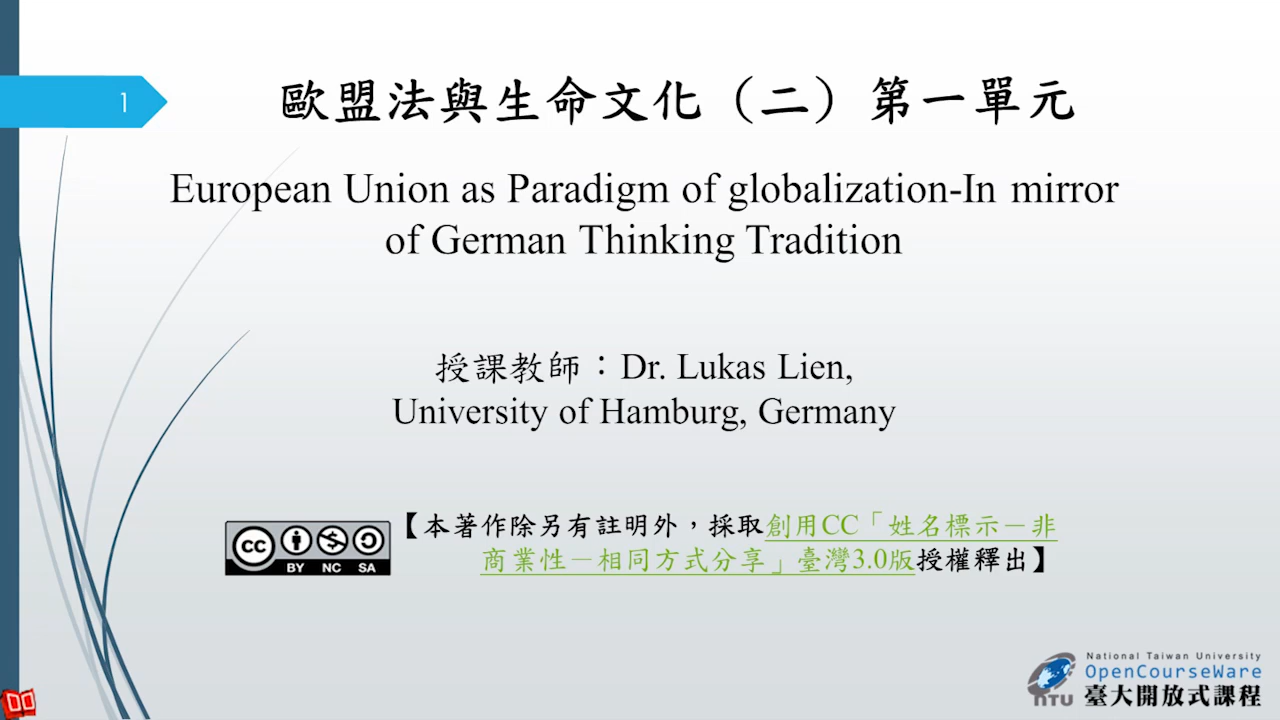 1
歐盟法與生命文化（二）第一單元
European Union as Paradigm of globalization-In mirror
of German Thinking Tradition
授課教師：Dr. Lukas Lien,
University of Hamburg, Germany
【本著作除另有註明外，採取創用CC「姓名標示－非
商業性－相同方式分享」臺灣3.0版授權釋出】
cc
BY NC SA
National Taiwan University
OpenCourseWare
NTU 臺大開放式課程